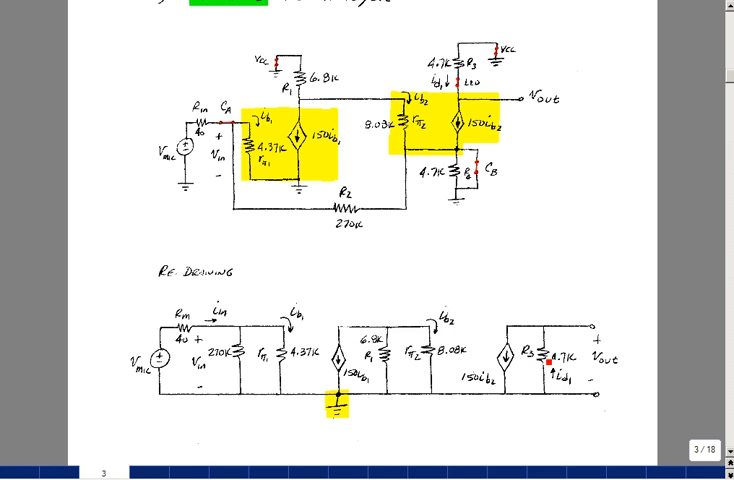 VCC
R1
6.8K
4.7K
R3
VCC
id1
LED
ib2
Vout
Rin
CA
40
ib1
150ib1
8.08K
rπ2
150ib2
Vmic
+
Vin
-
4.37K
rπ1
4.7K
R4
CB
R2
270K
RE-DRAWING
Rin
iin
ib1
ib2
40
+
6.8K
+
Vmic
Vin
270K
rπ1
4.37K
R1
rπ2
8.08K
R3
4.7K
Vout
-
150ib1
150ib2
id1
-
3 / 18
3